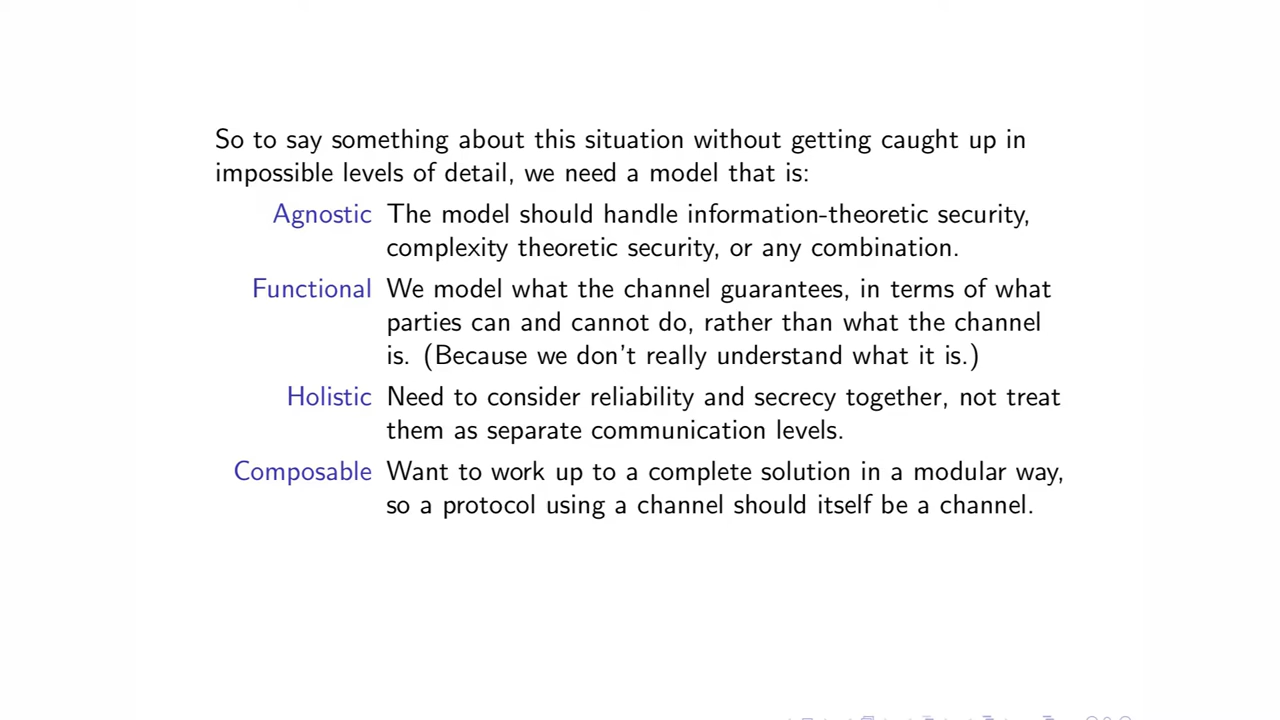 So to say something about this situation without getting caught up in
impossible levels of detail, we need a model that is:
Agnostic The model should handle information-theoretic security,
complexity theoretic security, or any combination.
Functional We model what the channel guarantees, in terms of what
parties can and cannot do, rather than what the channel
is. (Because we don't really understand what it is.)
Holistic Need to consider reliability and secrecy together, not treat
them as separate communication levels.
Composable Want to work up to a complete solution in a modular way,
so a protocol using a channel should itself be a channel.